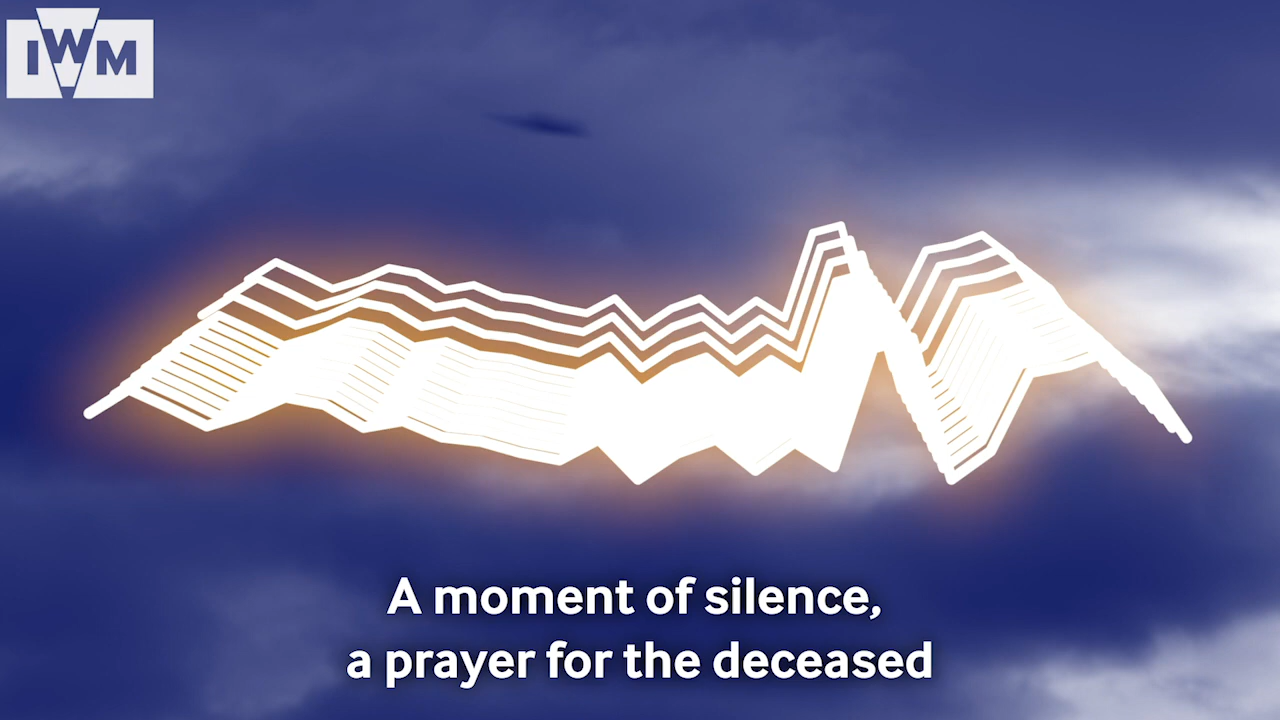 IWM
A moment of silence,
a prayer for the deceased